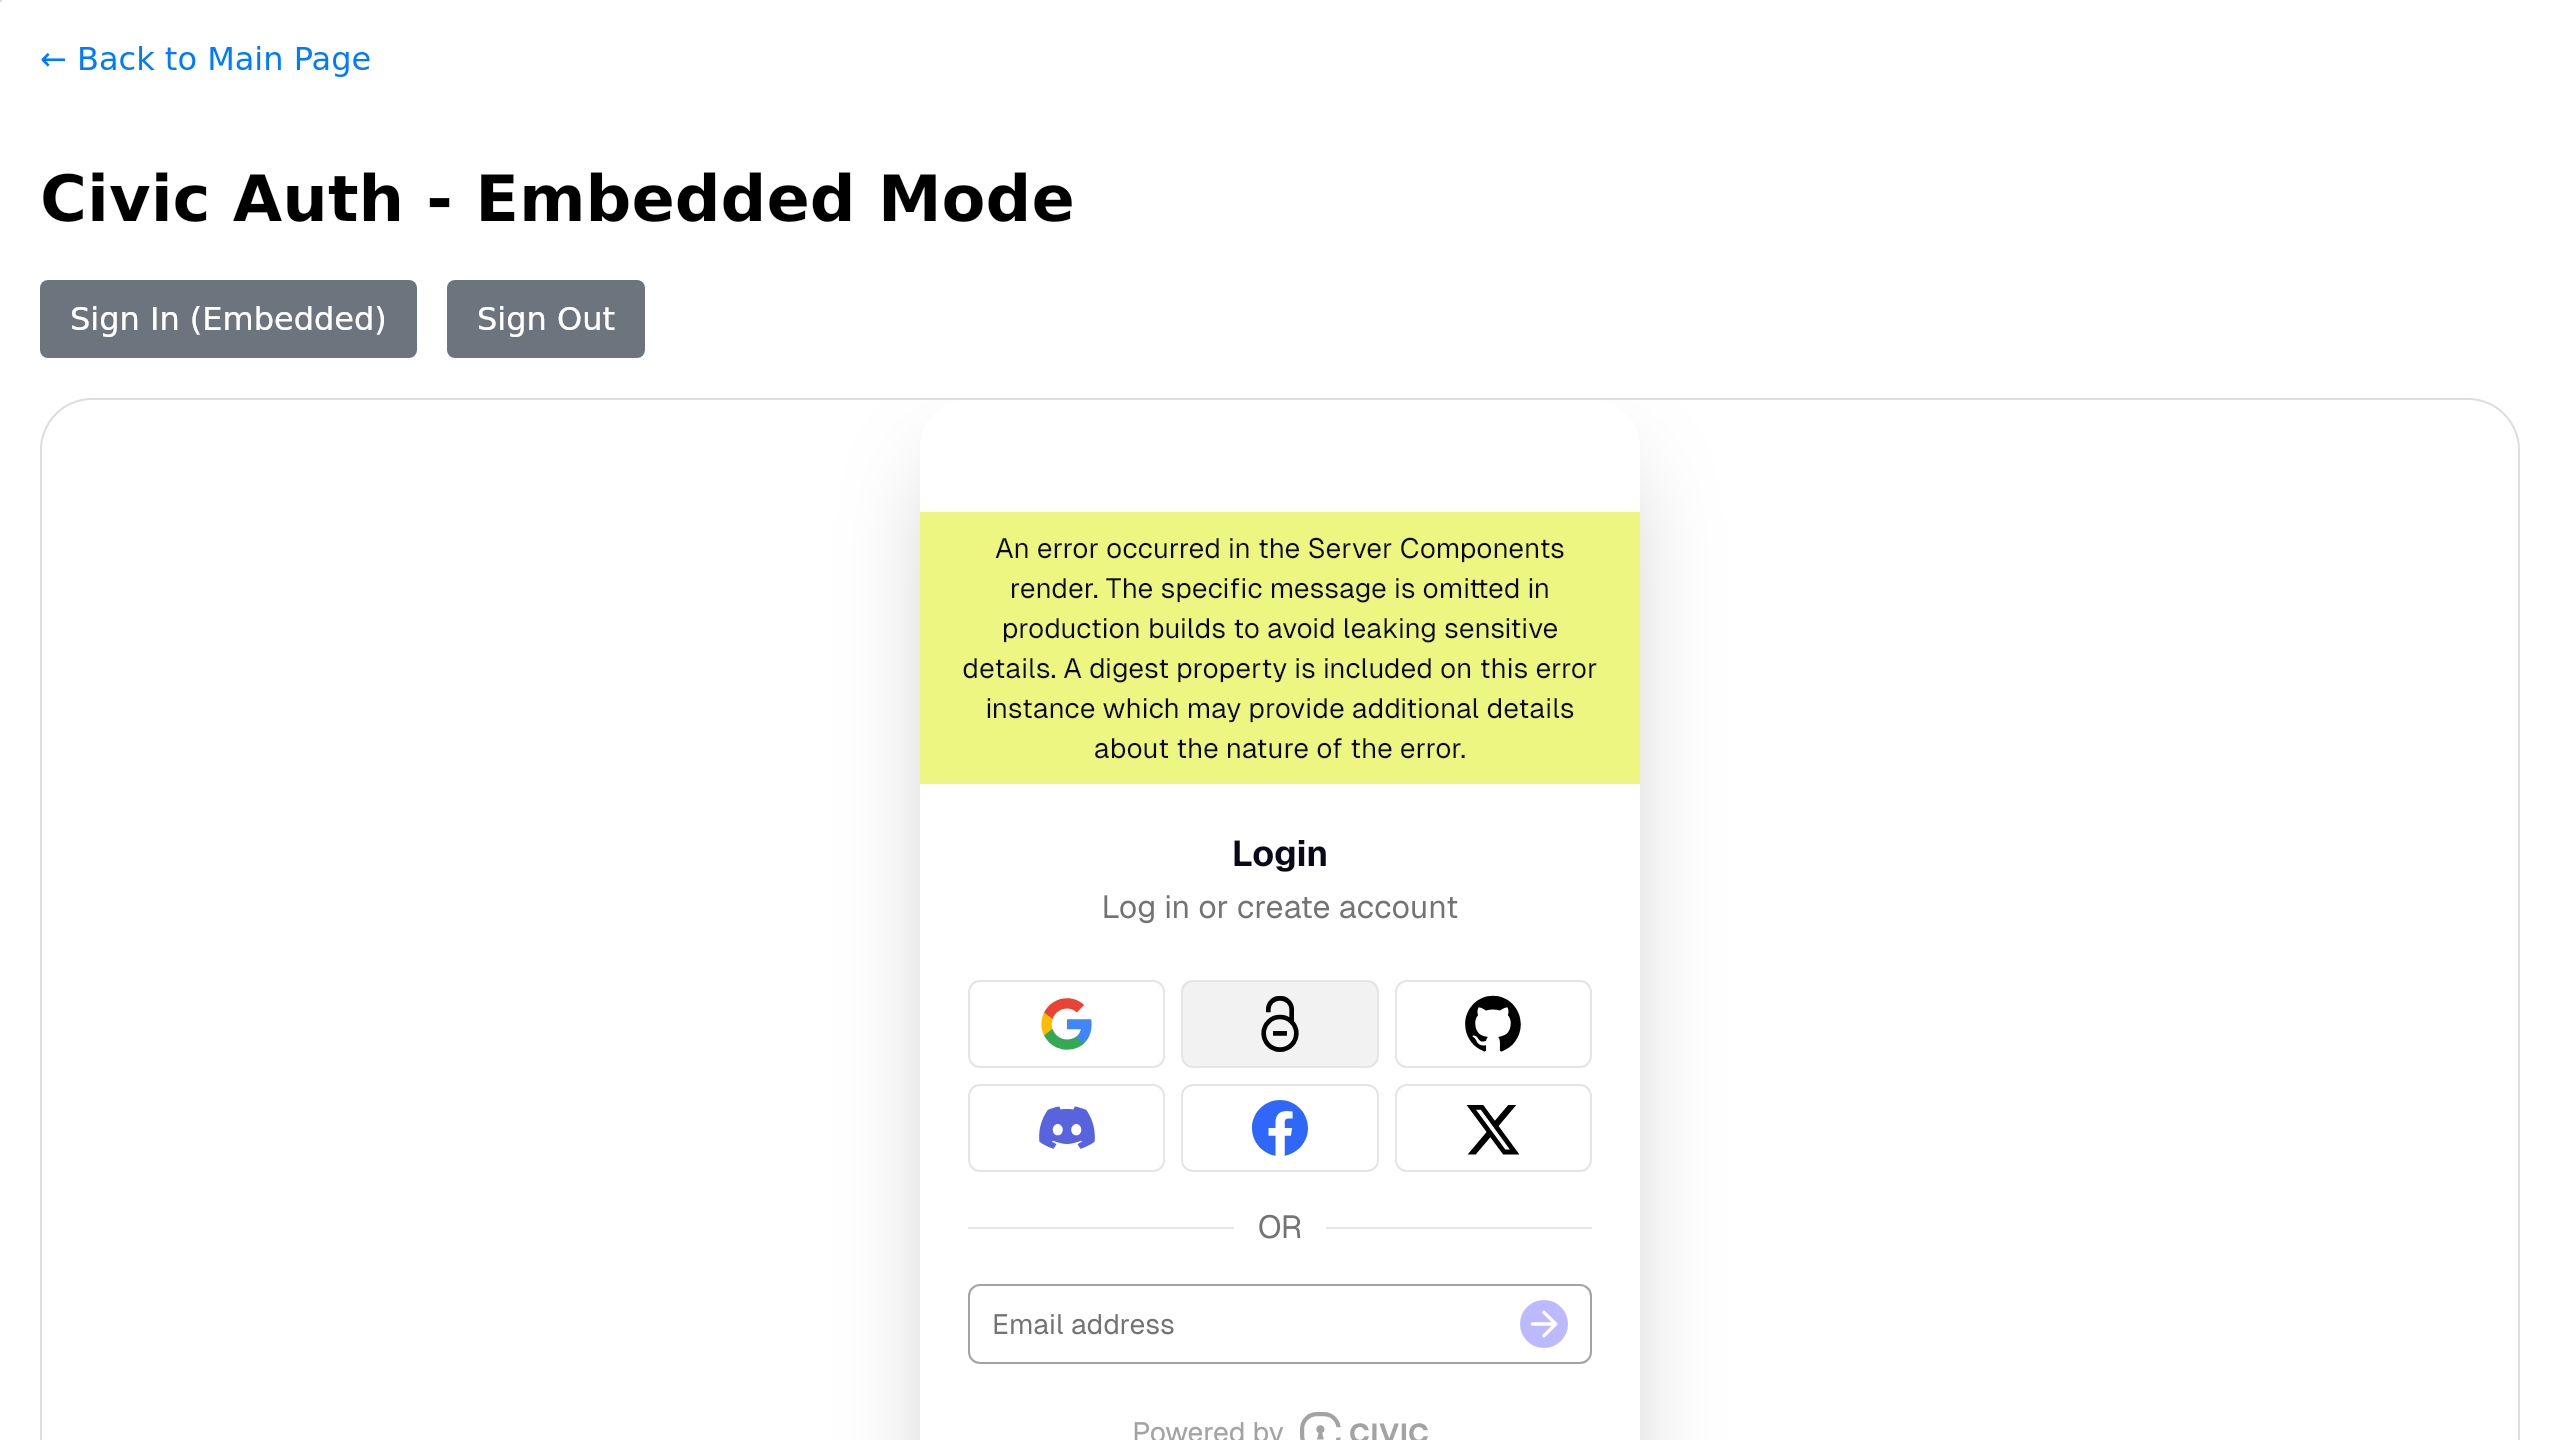 ← Back to Main Page
Civic Auth - Embedded Mode
Sign In (Embedded)
Sign Out
An error occurred in the Server Components
render. The specific message is omitted in
production builds to avoid leaking sensitive
details. A digest property is included on this error
instance which may provide additional details
about the nature of the error.
Login
Log in or create account
OR
Email address
Powered by CIVIC